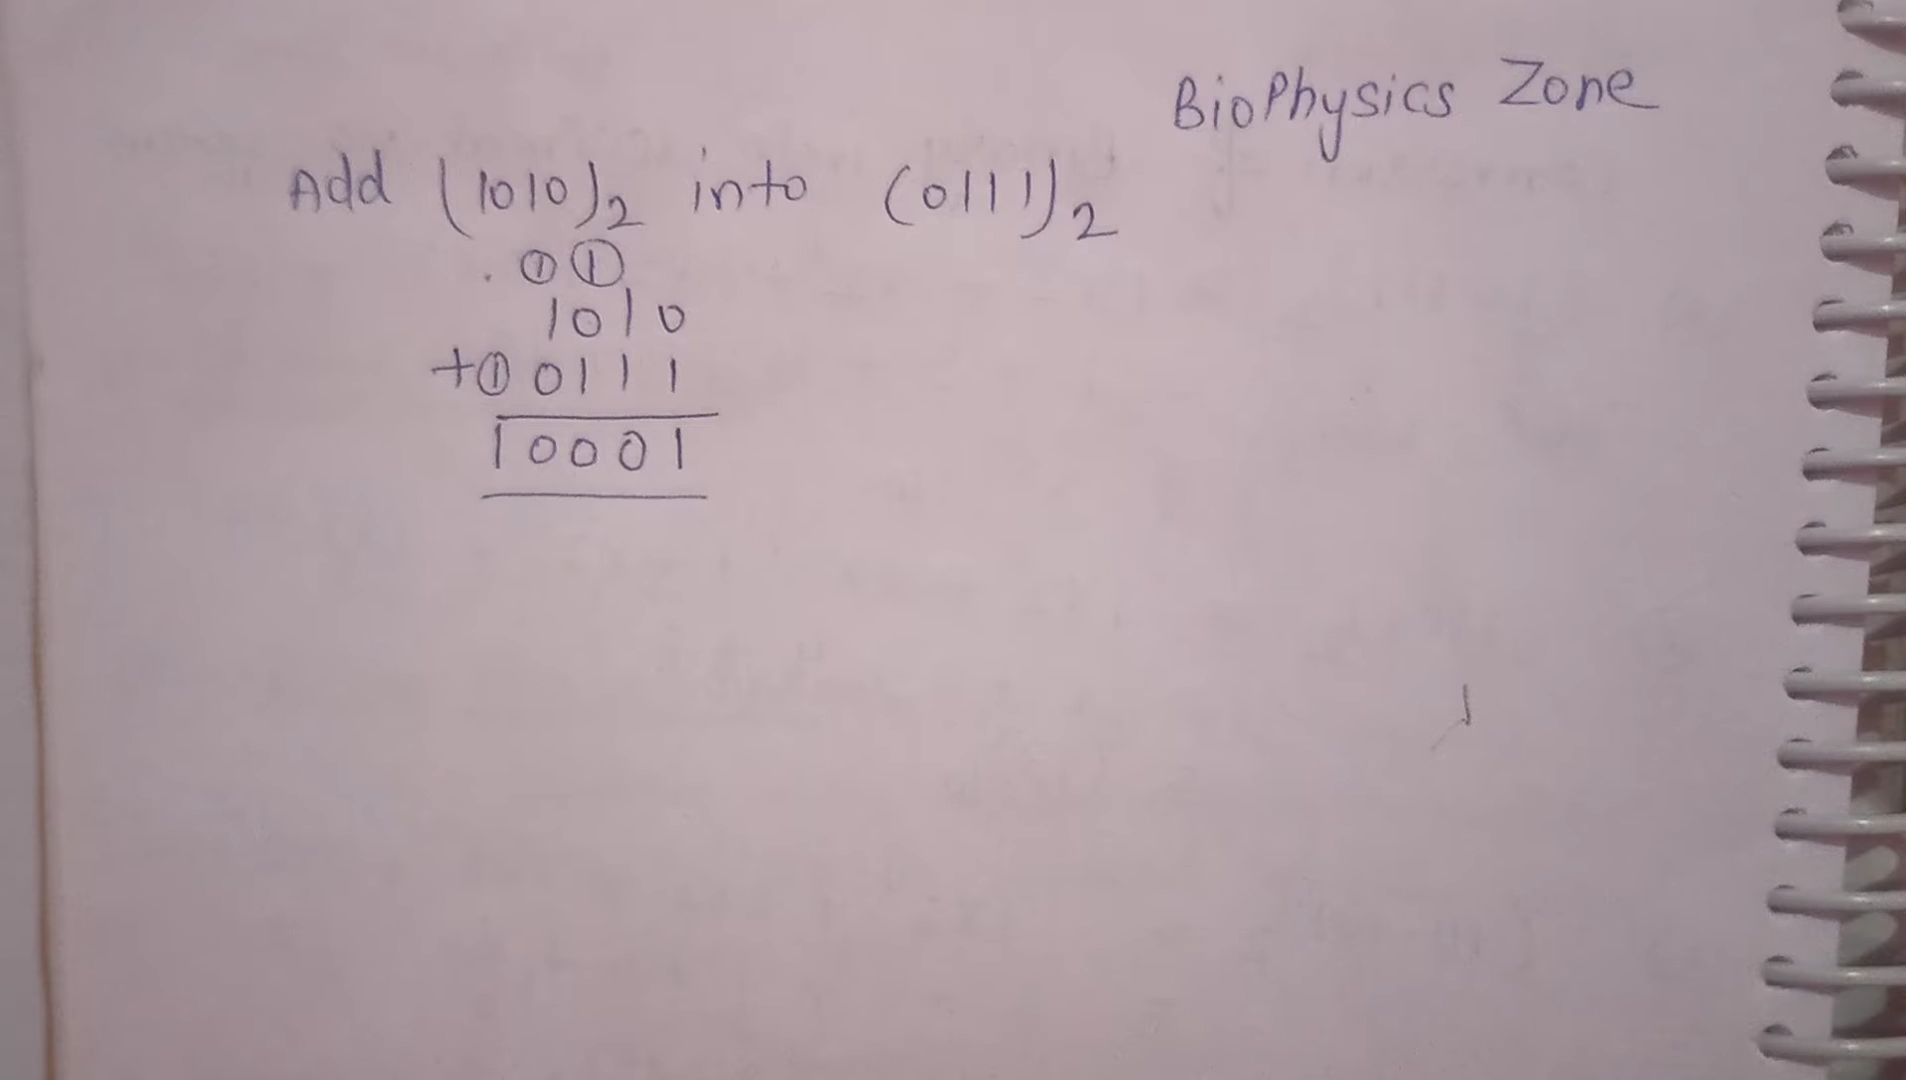 BioPhysics Zone
Add (1010)₂ into (0111)₂
. ① ①
1010
+① 0111
10001